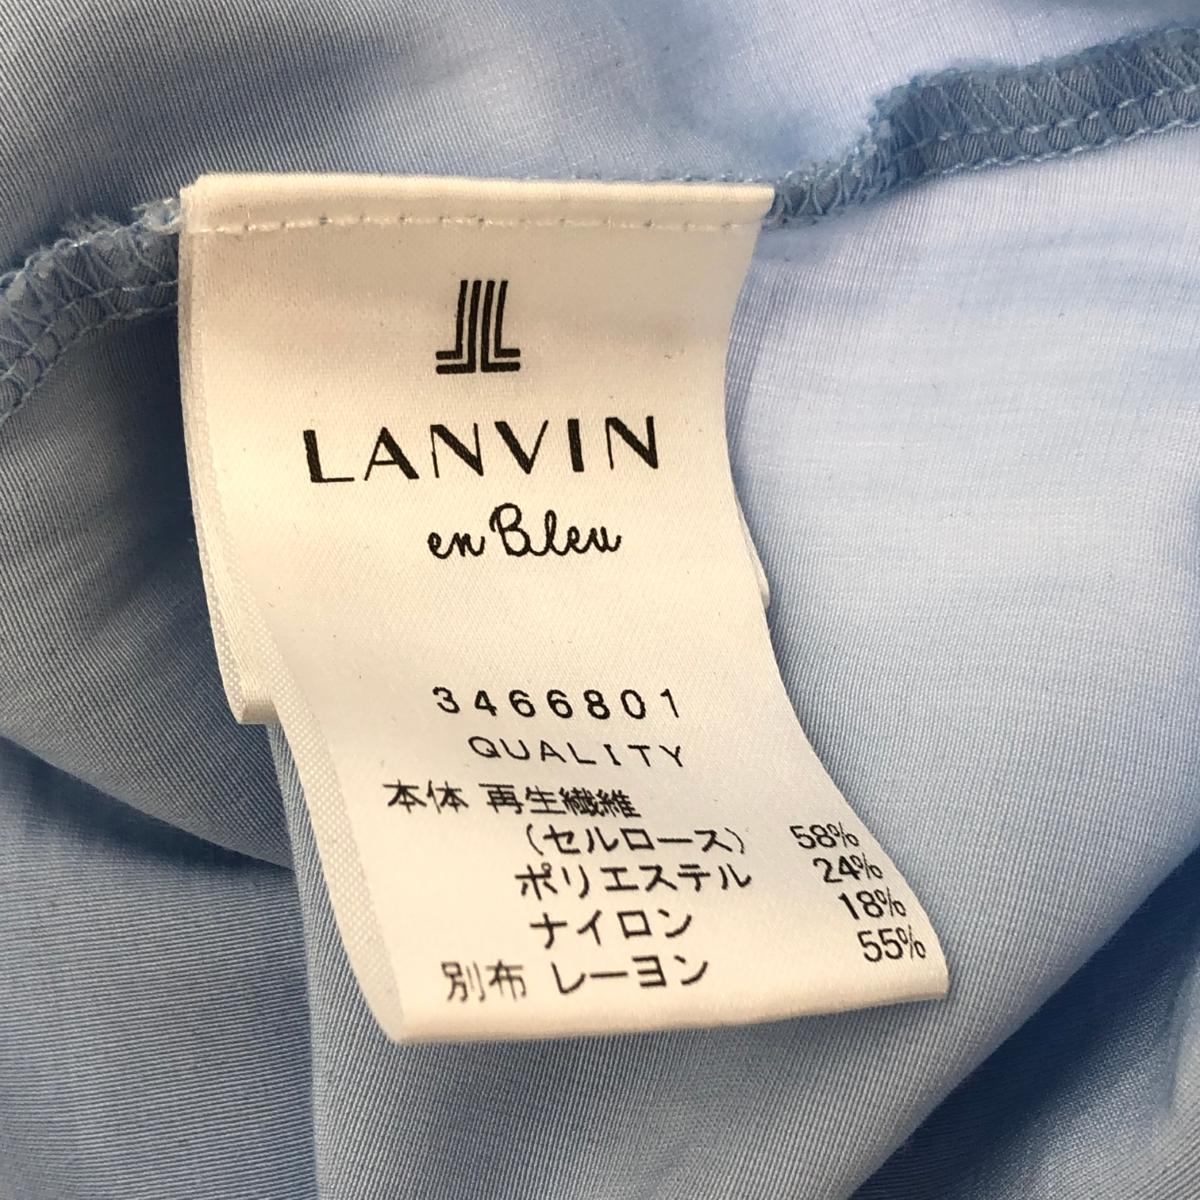 LANVIN
en Bleu
3466801
QUALITY
本体 再生繊維
(セルロース) 58%
ポリエステル 24%
ナイロン 18%
別布 レーヨン 55%